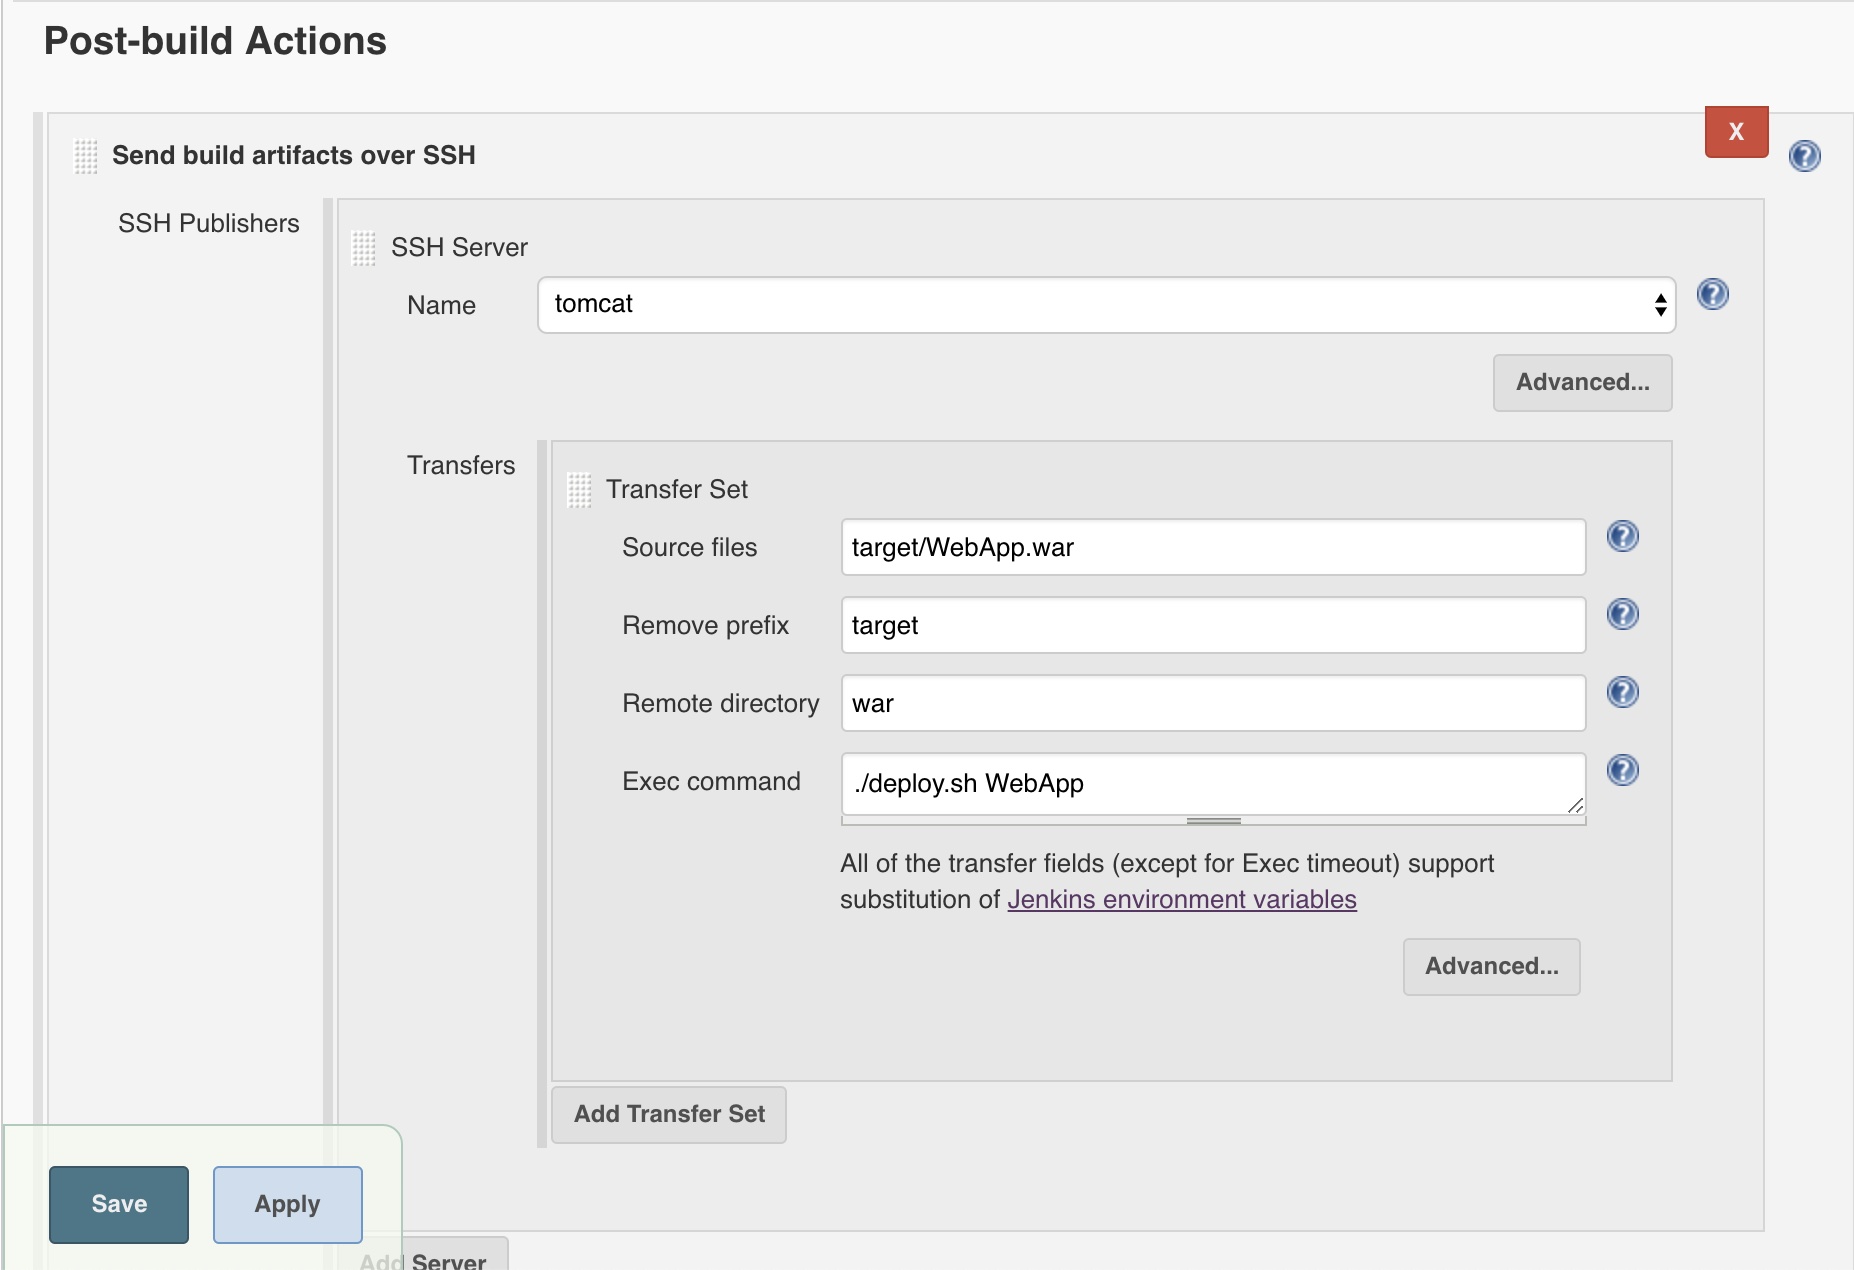 Post-build Actions
X
Send build artifacts over SSH
?
SSH Publishers
SSH Server
Name
tomcat
?
Advanced...
Transfers
Transfer Set
Source files
target/WebApp.war
?
Remove prefix
target
?
Remote directory
war
?
Exec command
./deploy.sh WebApp
?
All of the transfer fields (except for Exec timeout) support
substitution of Jenkins environment variables
Advanced...
Add Transfer Set
Save
Apply
Add Server